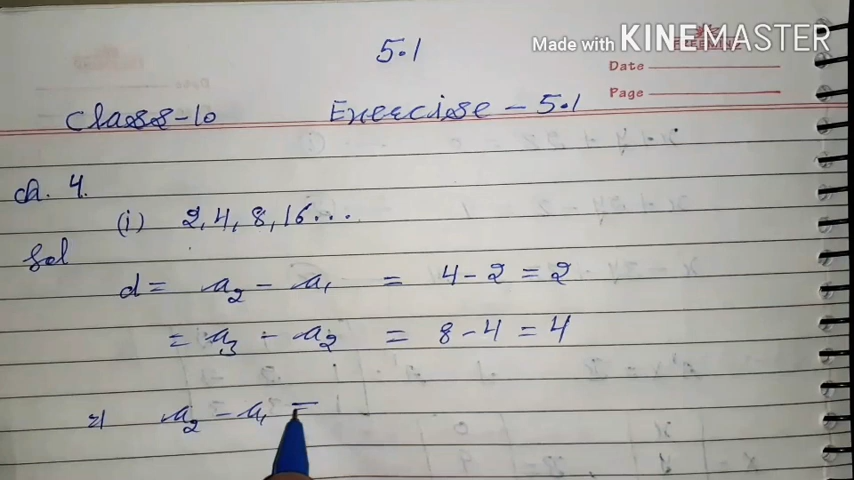 5.1
Made with KINEMASTER
Date
Page
Class-10 Exercise - 5.1
Q. 4.
(i) 2, 4, 8, 16...
Sol
d = a₂ - a₁ = 4 - 2 = 2
= a₃ - a₂ = 8 - 4 = 4
⇒ a₂ - a₁ =